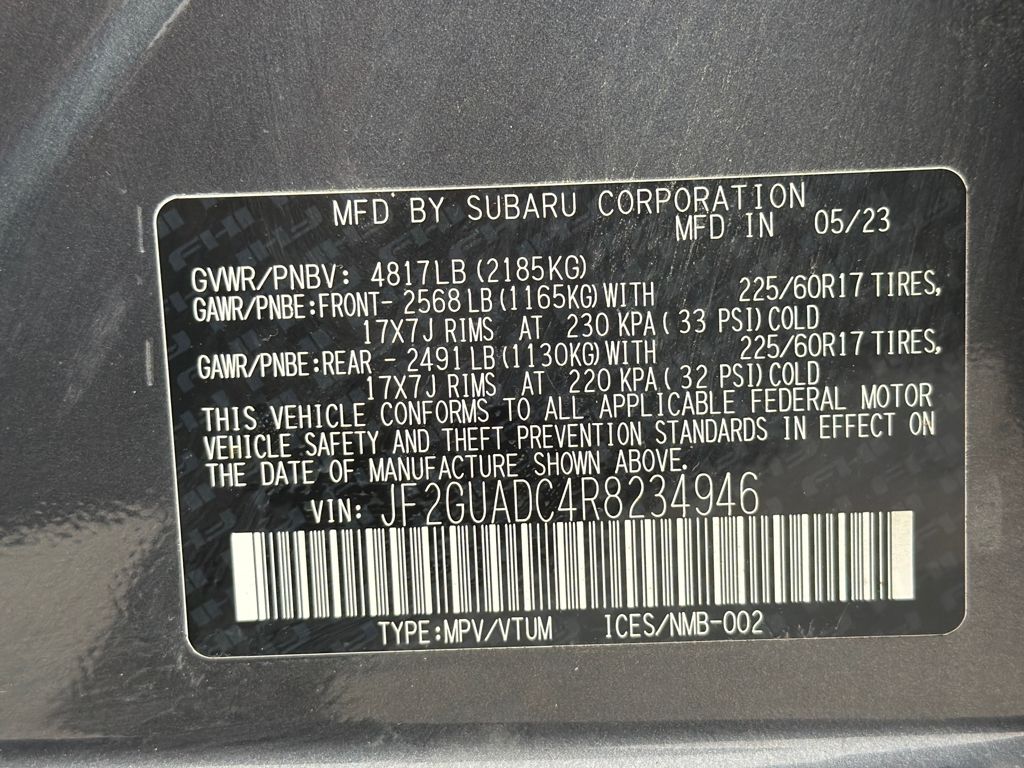 MFD BY SUBARU CORPORATION
MFD IN 05/23
GVWR/PNBV: 4817LB (2185KG)
GAWR/PNBE:FRONT- 2568 LB (1165KG) WITH 225/60R17 TIRES,
17X7J RIMS AT 230 KPA ( 33 PSI) COLD
GAWR/PNBE:REAR - 2491 LB (1130KG) WITH 225/60R17 TIRES,
17X7J RIMS AT 220 KPA ( 32 PSI) COLD
THIS VEHICLE CONFORMS TO ALL APPLICABLE FEDERAL MOTOR
VEHICLE SAFETY AND THEFT PREVENTION STANDARDS IN EFFECT ON
THE DATE OF MANUFACTURE SHOWN ABOVE.
VIN: JF2GUADC4R8234946
TYPE:MPV/VTUM ICES/NMB-002